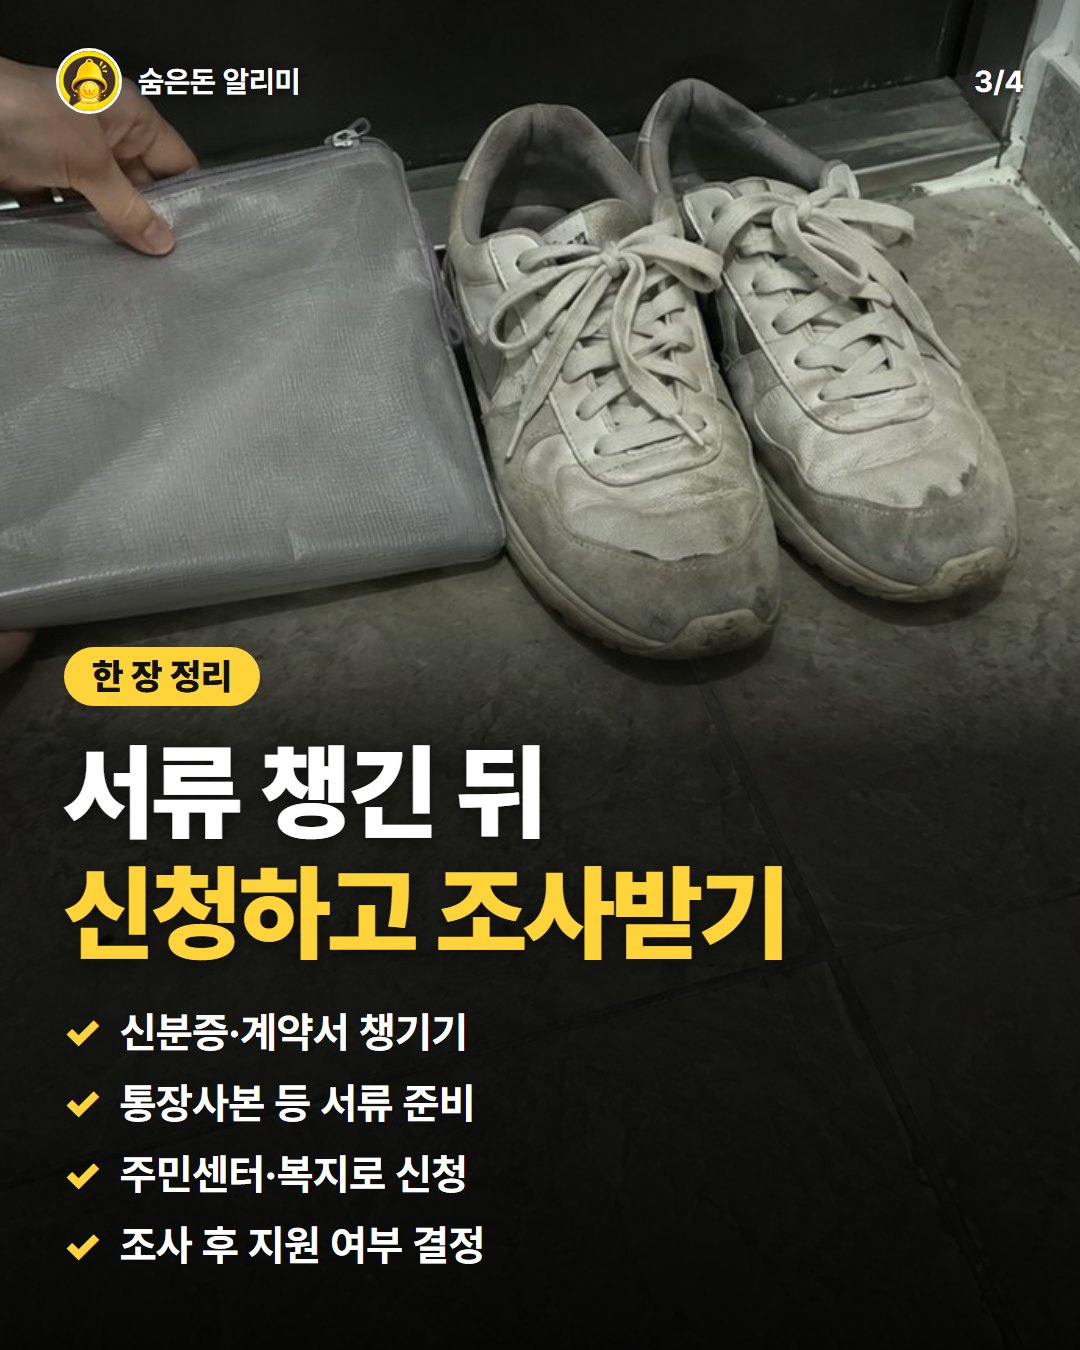 숨은돈 알리미
3/4
한 장 정리
서류 챙긴 뒤
신청하고 조사받기
신분증·계약서 챙기기
통장사본 등 서류 준비
주민센터·복지로 신청
조사 후 지원 여부 결정